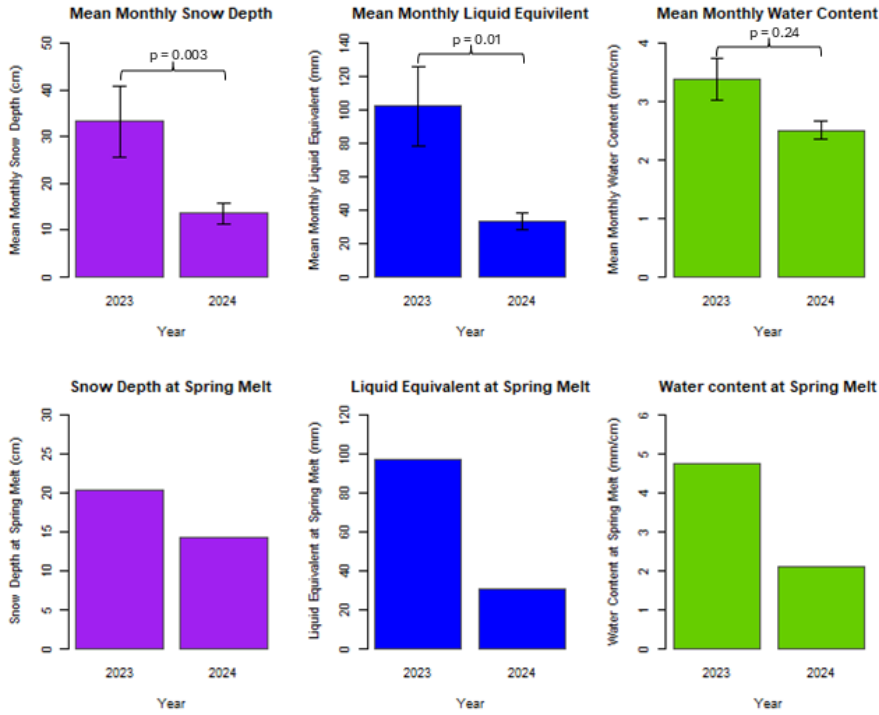 Mean Monthly Snow Depth
Mean Monthly Snow Depth (cm)
50
40
30
20
10
0
p = 0.003
2023
2024
Year
Mean Monthly Liquid Equivilent
Mean Monthly Liquid Equivalent (mm)
140
120
100
80
60
40
20
0
p = 0.01
2023
2024
Year
Mean Monthly Water Content
Mean Monthly Water Content (mm/cm)
4
3
2
1
0
p = 0.24
2023
2024
Year
Snow Depth at Spring Melt
Snow Depth at Spring Melt (cm)
30
25
20
15
10
5
0
2023
2024
Year
Liquid Equivalent at Spring Melt
Liquid Equivalent at Spring Melt (mm)
120
100
80
60
40
20
0
2023
2024
Year
Water content at Spring Melt
Water Content at Spring Melt (mm/cm)
6
5
4
3
2
1
0
2023
2024
Year